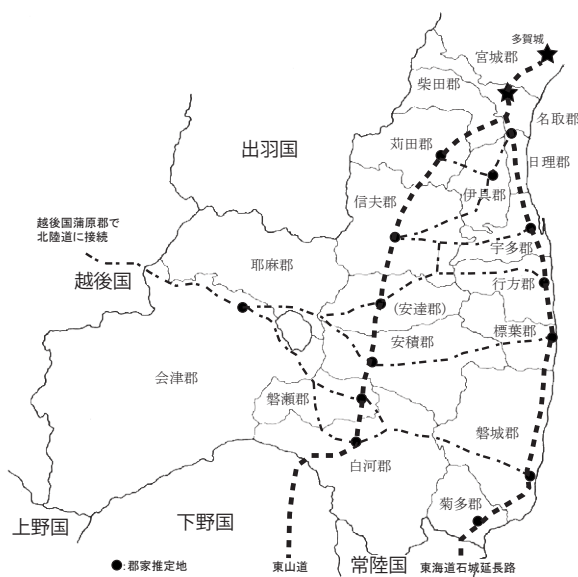 多賀城
宮城郡
柴田郡
名取郡
苅田郡
出羽国
日理郡
伊具郡
信夫郡
越後国蒲原郡で
北陸道に接続
宇多郡
耶麻郡
越後国
行方郡
(安達郡)
標葉郡
安積郡
会津郡
磐瀬郡
磐城郡
白河郡
菊多郡
上野国
下野国
●:郡家推定地
東山道
常陸国
東海道石城延長路